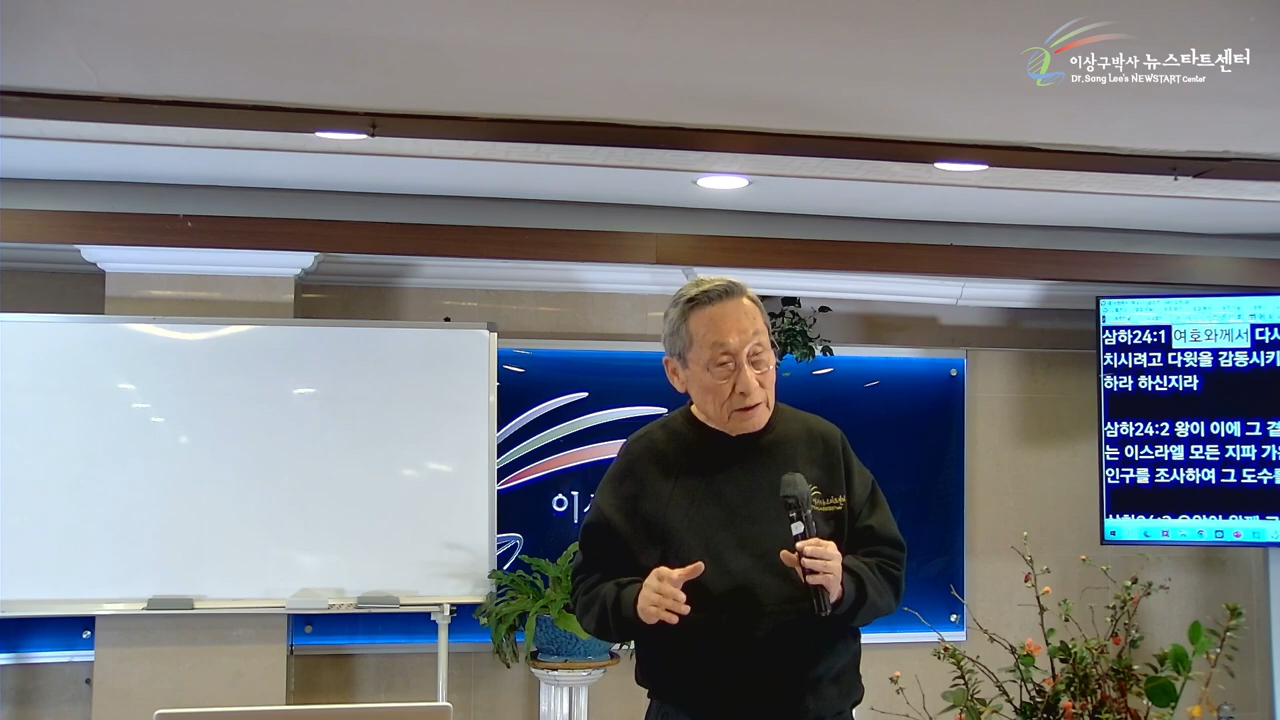 이상구박사 뉴스타트센터
Dr. Sang Lee's NEWSTART Center
삼하24:1 여호와께서 다시
치시려고 다윗을 감동시키
하라 하신지라
삼하24:2 왕이 이에 그 곁
는 이스라엘 모든 지파 가운
인구를 조사하여 그 도수를
이상